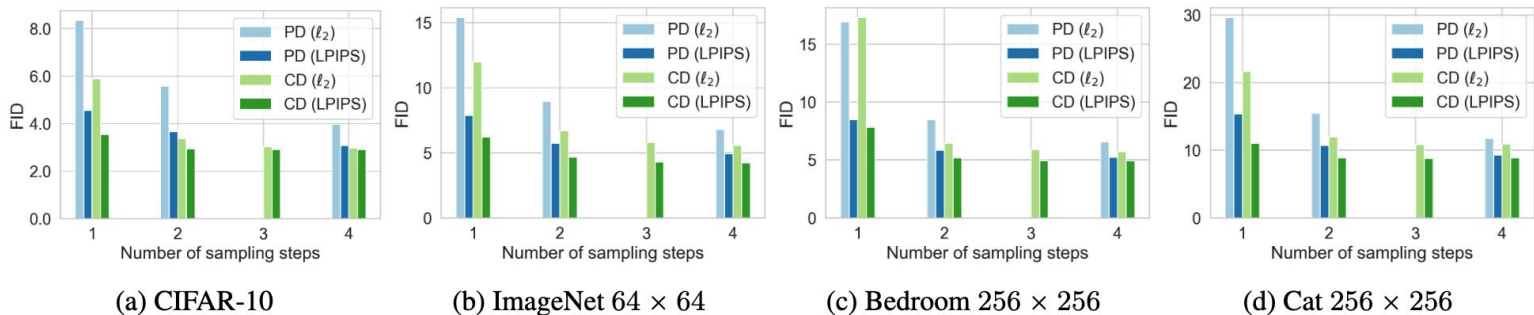 8.0
6.0
4.0
2.0
0.0
FID
PD (ℓ₂)
PD (LPIPS)
CD (ℓ₂)
CD (LPIPS)
1 2 3 4
Number of sampling steps
(a) CIFAR-10
15
10
5
0
FID
PD (ℓ₂)
PD (LPIPS)
CD (ℓ₂)
CD (LPIPS)
1 2 3 4
Number of sampling steps
(b) ImageNet 64 × 64
15
10
5
0
FID
PD (ℓ₂)
PD (LPIPS)
CD (ℓ₂)
CD (LPIPS)
1 2 3 4
Number of sampling steps
(c) Bedroom 256 × 256
30
20
10
0
FID
PD (ℓ₂)
PD (LPIPS)
CD (ℓ₂)
CD (LPIPS)
1 2 3 4
Number of sampling steps
(d) Cat 256 × 256